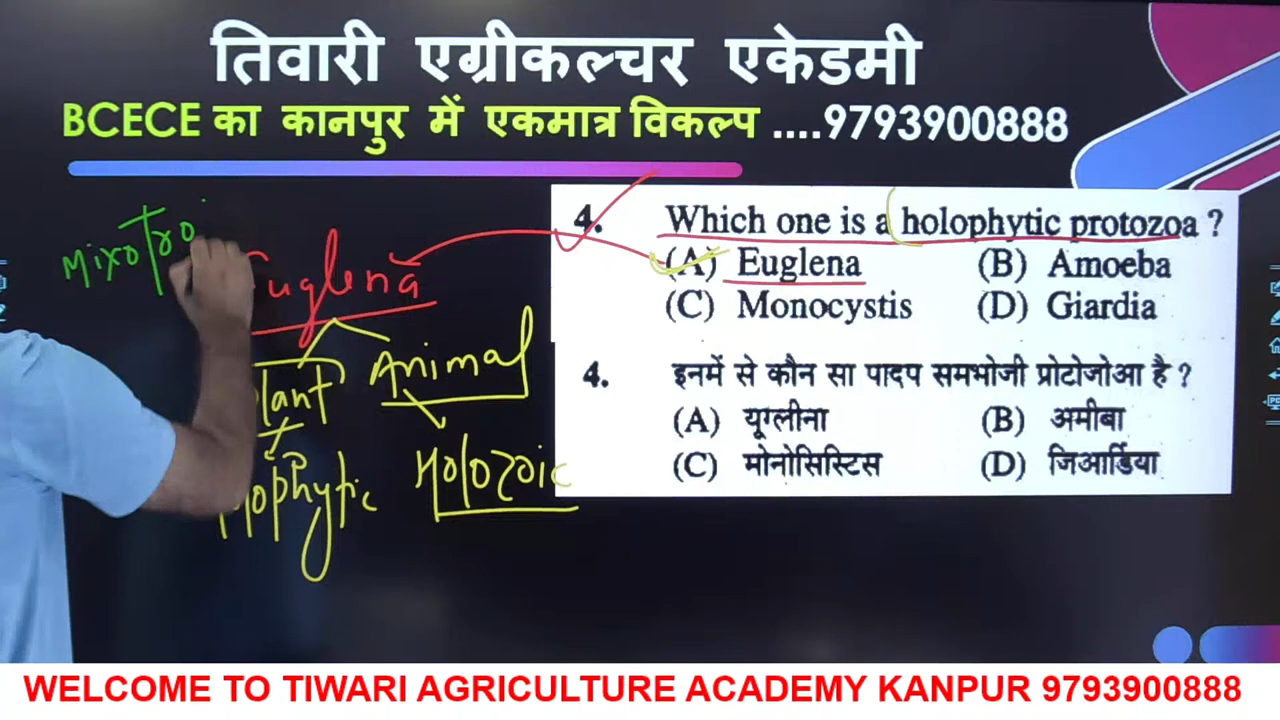 तिवारी एग्रीकल्चर एकेडमी
BCECE का कानपुर में एकमात्र विकल्प ....9793900888
4. Which one is a holophytic protozoa ?
(A) Euglena (B) Amoeba
(C) Monocystis (D) Giardia
4. इनमें से कौन सा पादप समभोजी प्रोटोजोआ है ?
(A) यूग्लीना (B) अमीबा
(C) मोनोसिस्टिस (D) जिआर्डिया
Euglena
Animal
Holozoic
WELCOME TO TIWARI AGRICULTURE ACADEMY KANPUR 9793900888